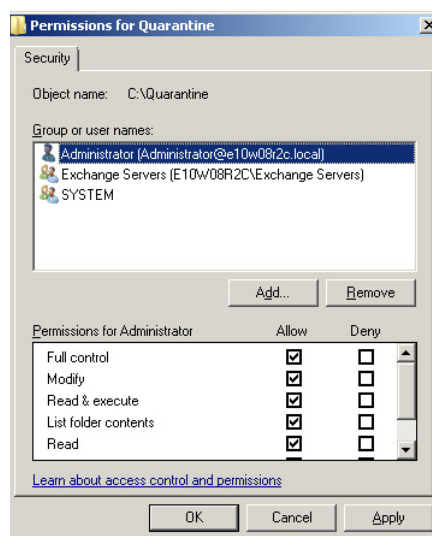 Permissions for Quarantine
Security
Object name: C:\Quarantine
Group or user names:
Administrator (Administrator@e10w08r2c.local)
Exchange Servers (E10W08R2C\Exchange Servers)
SYSTEM
Add... Remove
Permissions for Administrator Allow Deny
Full control
Modify
Read & execute
List folder contents
Read
Learn about access control and permissions
OK Cancel Apply